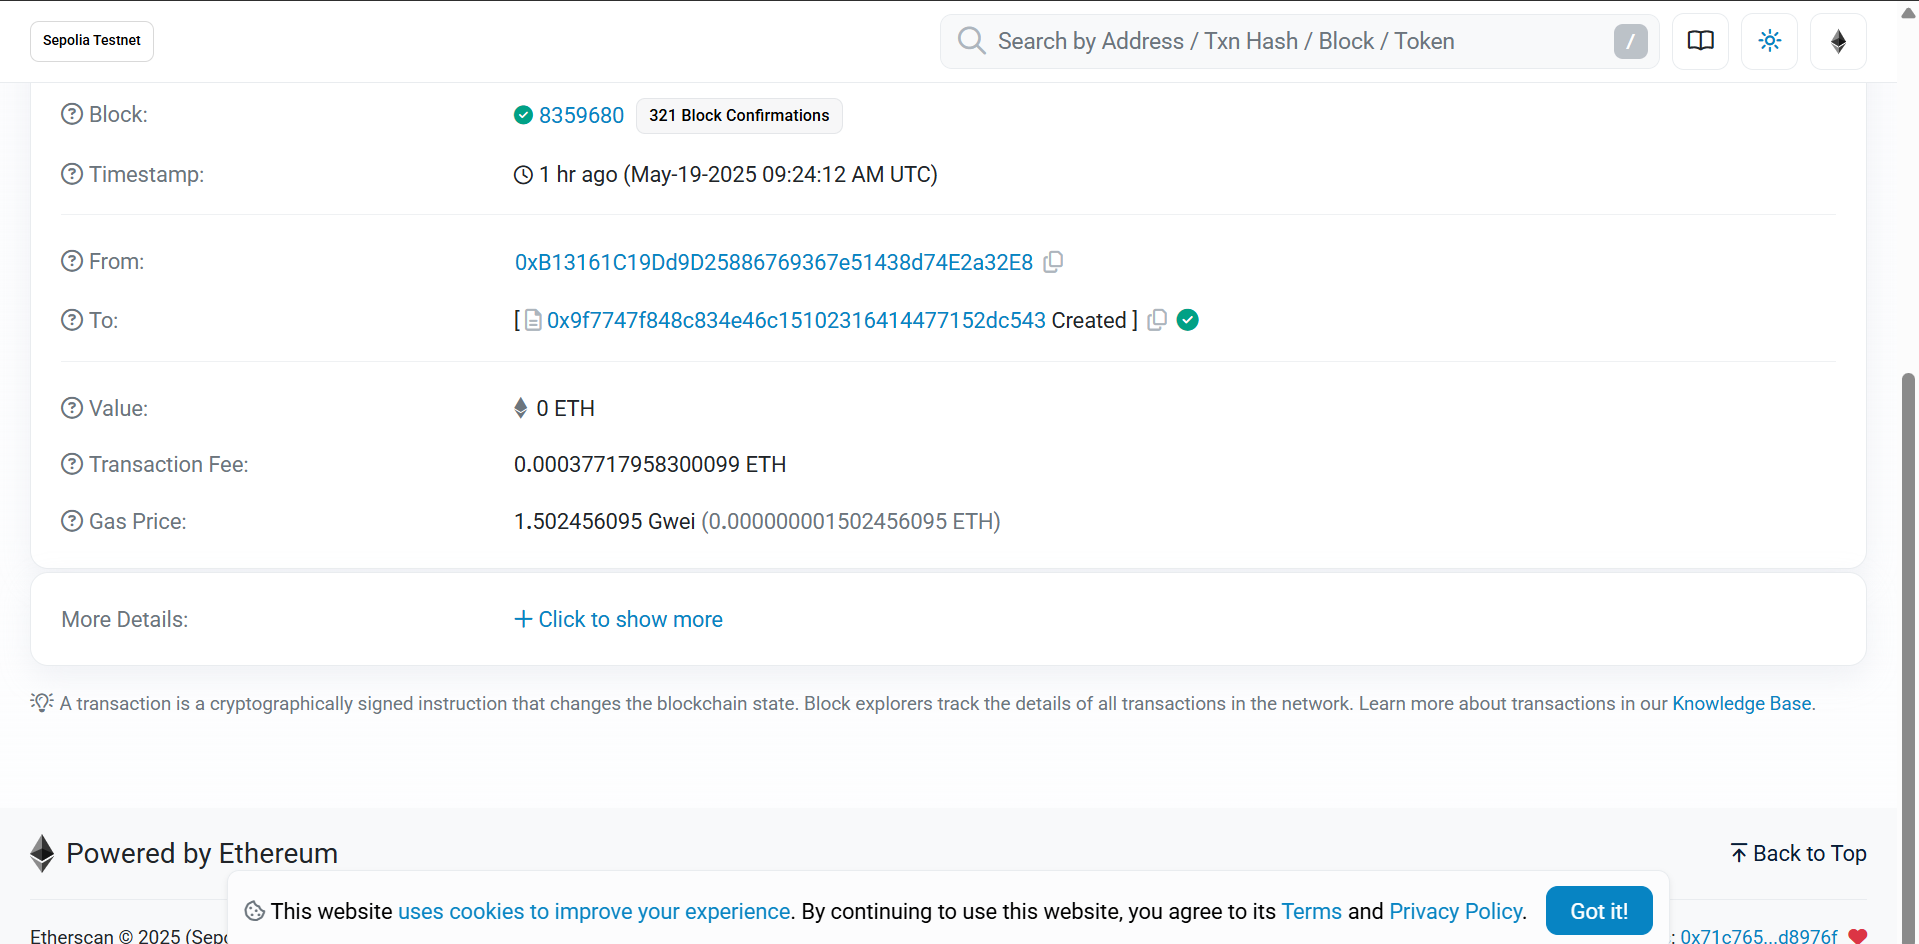 Sepolia Testnet
Search by Address / Txn Hash / Block / Token /
Block: 8359680 321 Block Confirmations
Timestamp: 1 hr ago (May-19-2025 09:24:12 AM UTC)
From: 0xB13161C19Dd9D25886769367e51438d74E2a32E8
To: [ 0x9f7747f848c834e46c15102316414477152dc543 Created ]
Value: 0 ETH
Transaction Fee: 0.00037717958300099 ETH
Gas Price: 1.502456095 Gwei (0.000000001502456095 ETH)
More Details: + Click to show more
A transaction is a cryptographically signed instruction that changes the blockchain state. Block explorers track the details of all transactions in the network. Learn more about transactions in our Knowledge Base.
Powered by Ethereum Back to Top
This website uses cookies to improve your experience. By continuing to use this website, you agree to its Terms and Privacy Policy. Got it!
Etherscan © 2025 (Sepo : 0x71c765...d8976f